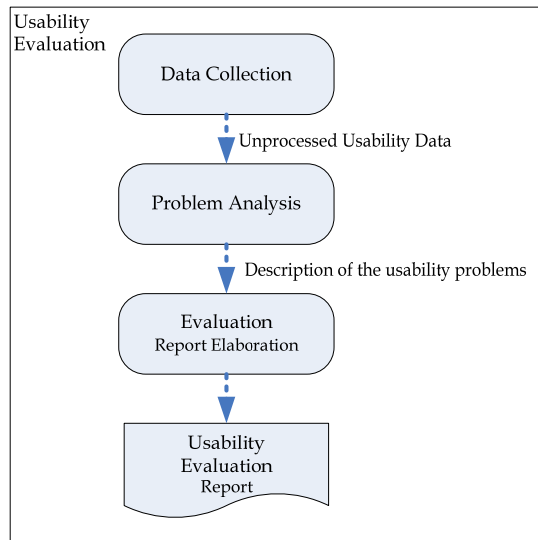 Usability
Evaluation
Data Collection
Unprocessed Usability Data
Problem Analysis
Description of the usability problems
Evaluation
Report Elaboration
Usability
Evaluation
Report